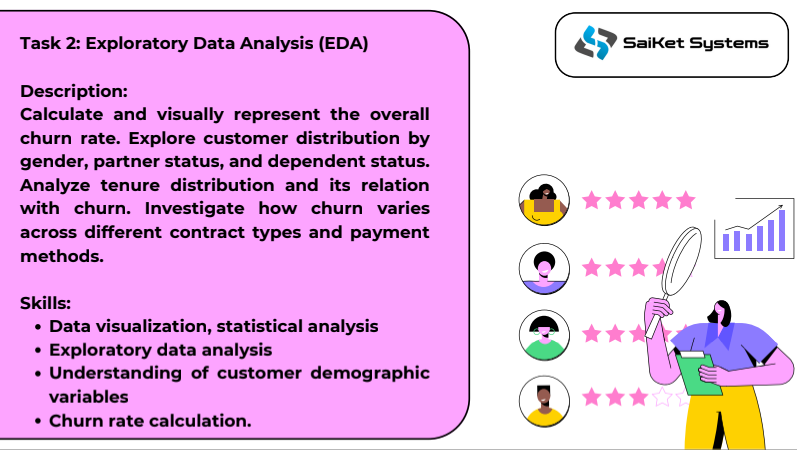 Task 2: Exploratory Data Analysis (EDA)
Description:
Calculate and visually represent the overall
churn rate. Explore customer distribution by
gender, partner status, and dependent status.
Analyze tenure distribution and its relation
with churn. Investigate how churn varies
across different contract types and payment
methods.
Skills:
• Data visualization, statistical analysis
• Exploratory data analysis
• Understanding of customer demographic
variables
• Churn rate calculation.
SaiKet Systems